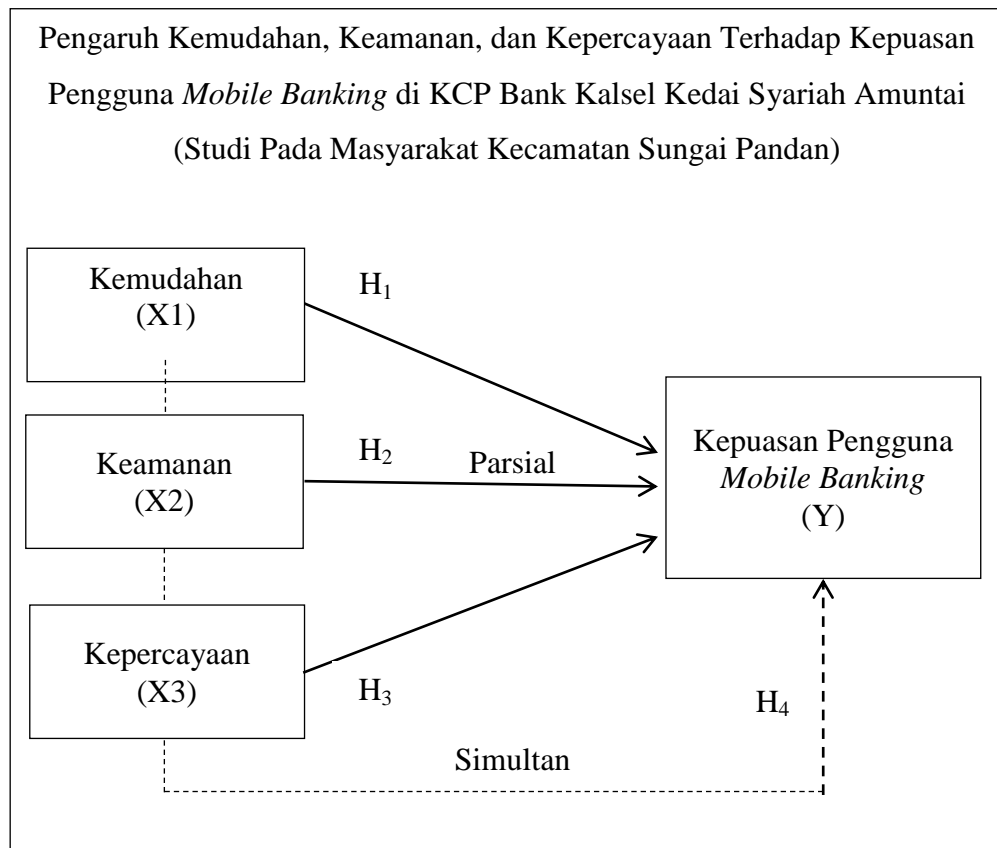 Pengaruh Kemudahan, Keamanan, dan Kepercayaan Terhadap Kepuasan
Pengguna Mobile Banking di KCP Bank Kalsel Kedai Syariah Amuntai
(Studi Pada Masyarakat Kecamatan Sungai Pandan)
Kemudahan
(X1)
H₁
Keamanan
(X2)
H₂
Parsial
Kepuasan Pengguna
Mobile Banking
(Y)
Kepercayaan
(X3)
H₃
H₄
Simultan